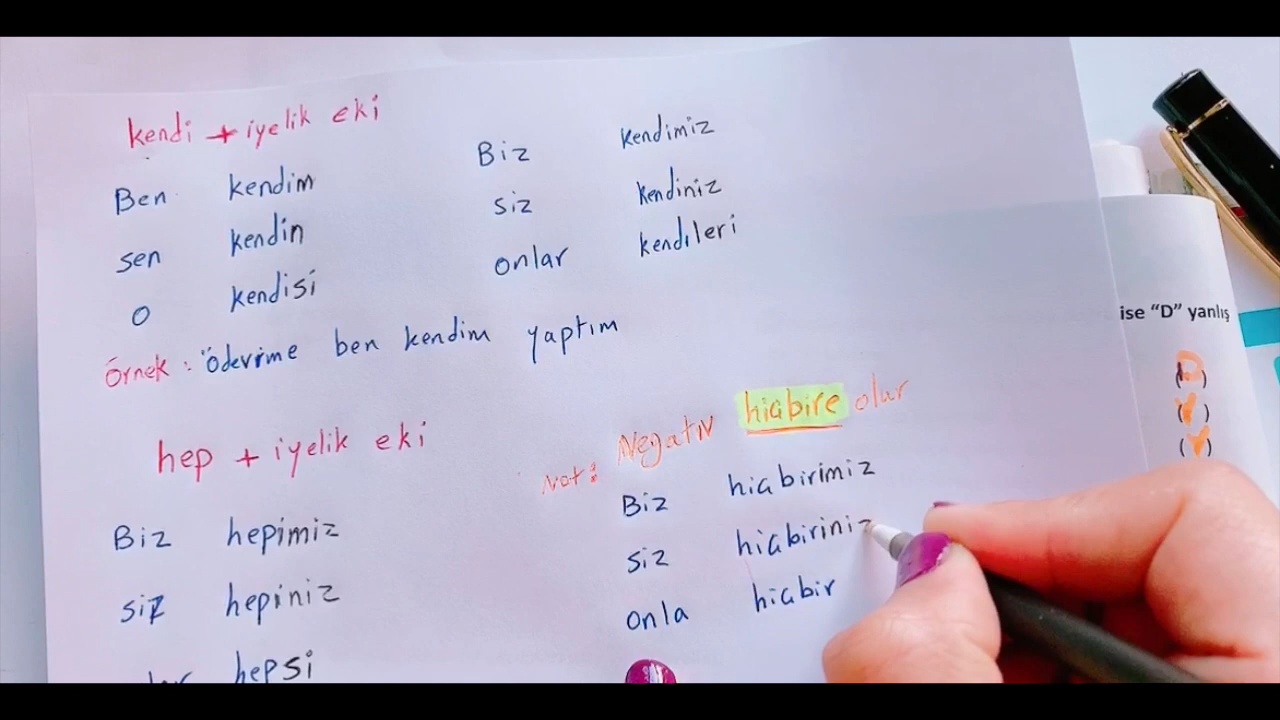 kendi + iyelik eki
Ben kendim
sen kendin
o kendisi
Biz kendimiz
siz kendiniz
onlar kendileri
Örnek : Ödevime ben kendim yaptım
hep + iyelik eki
Biz hepimiz
siz hepiniz
hepsi
Not: Negatıv hiabire olur
Biz hiabirimiz
siz hiabiriniz
onla hiabir
ise “D” yanlış
(D)
(Y)
(Y)